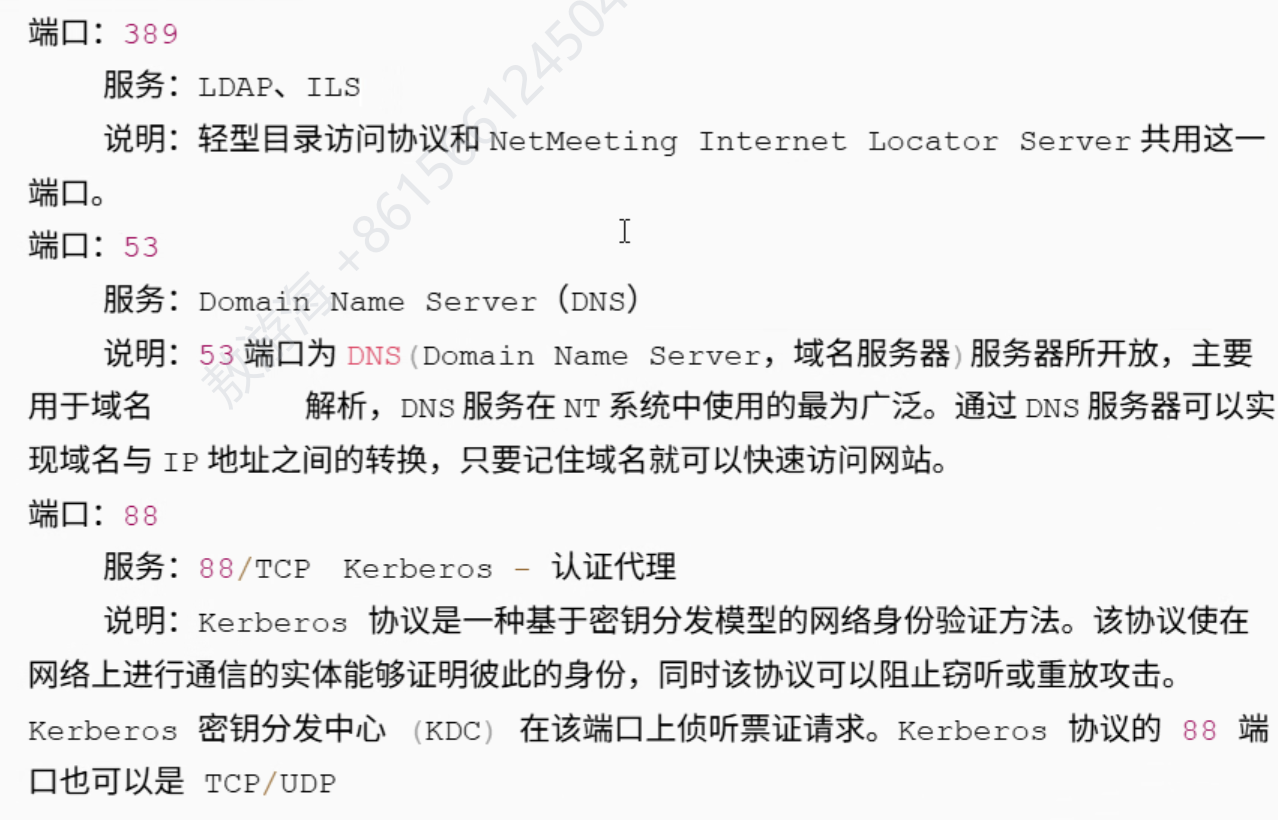 端口：389
服务：LDAP、ILS
说明：轻型目录访问协议和 NetMeeting Internet Locator Server 共用这一
端口。
端口：53
服务：Domain Name Server（DNS）
说明：53 端口为 DNS(Domain Name Server，域名服务器)服务器所开放，主要
用于域名 解析，DNS 服务在 NT 系统中使用的最为广泛。通过 DNS 服务器可以实
现域名与 IP 地址之间的转换，只要记住域名就可以快速访问网站。
端口：88
服务：88/TCP Kerberos – 认证代理
说明：Kerberos 协议是一种基于密钥分发模型的网络身份验证方法。该协议使在
网络上进行通信的实体能够证明彼此的身份，同时该协议可以阻止窃听或重放攻击。
Kerberos 密钥分发中心 (KDC) 在该端口上侦听票证请求。Kerberos 协议的 88 端
口也可以是 TCP/UDP